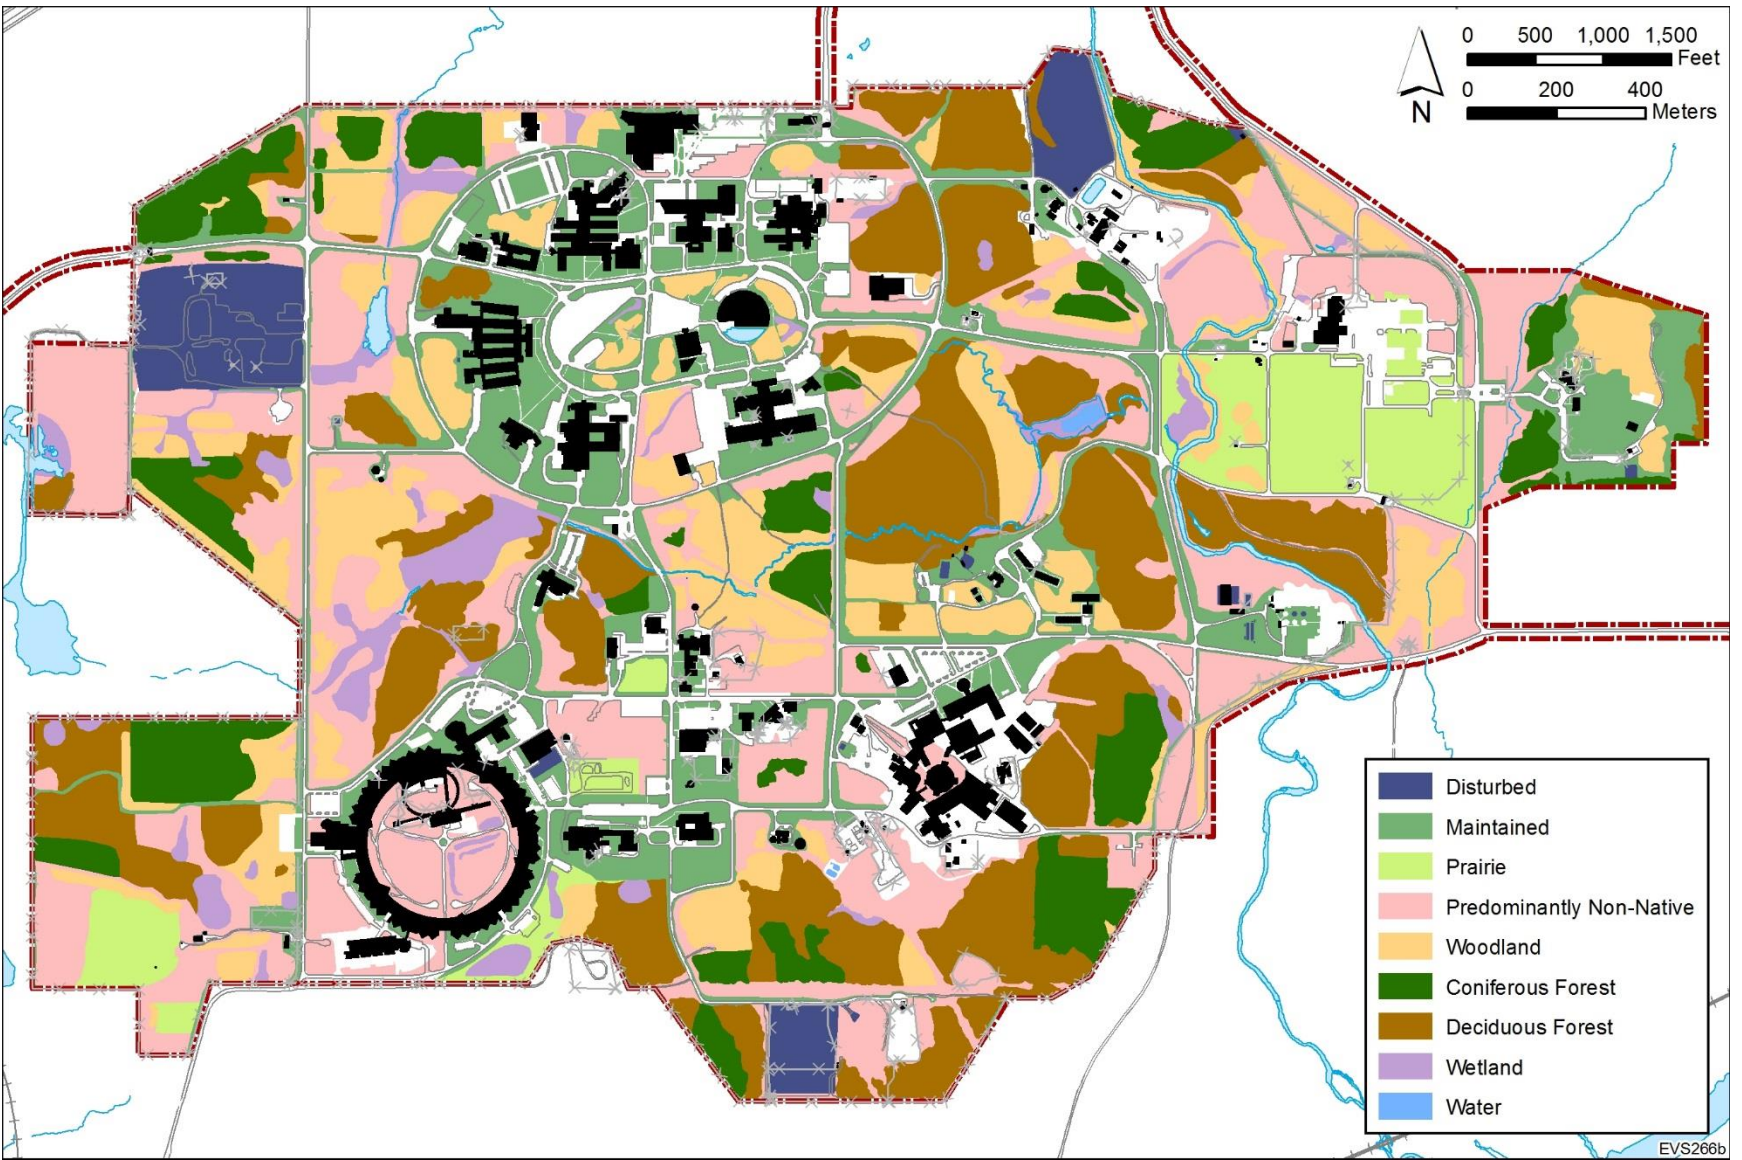 0 500 1,000 1,500
Feet
0 200 400
Meters
N
Disturbed
Maintained
Prairie
Predominantly Non-Native
Woodland
Coniferous Forest
Deciduous Forest
Wetland
Water
EVS266b